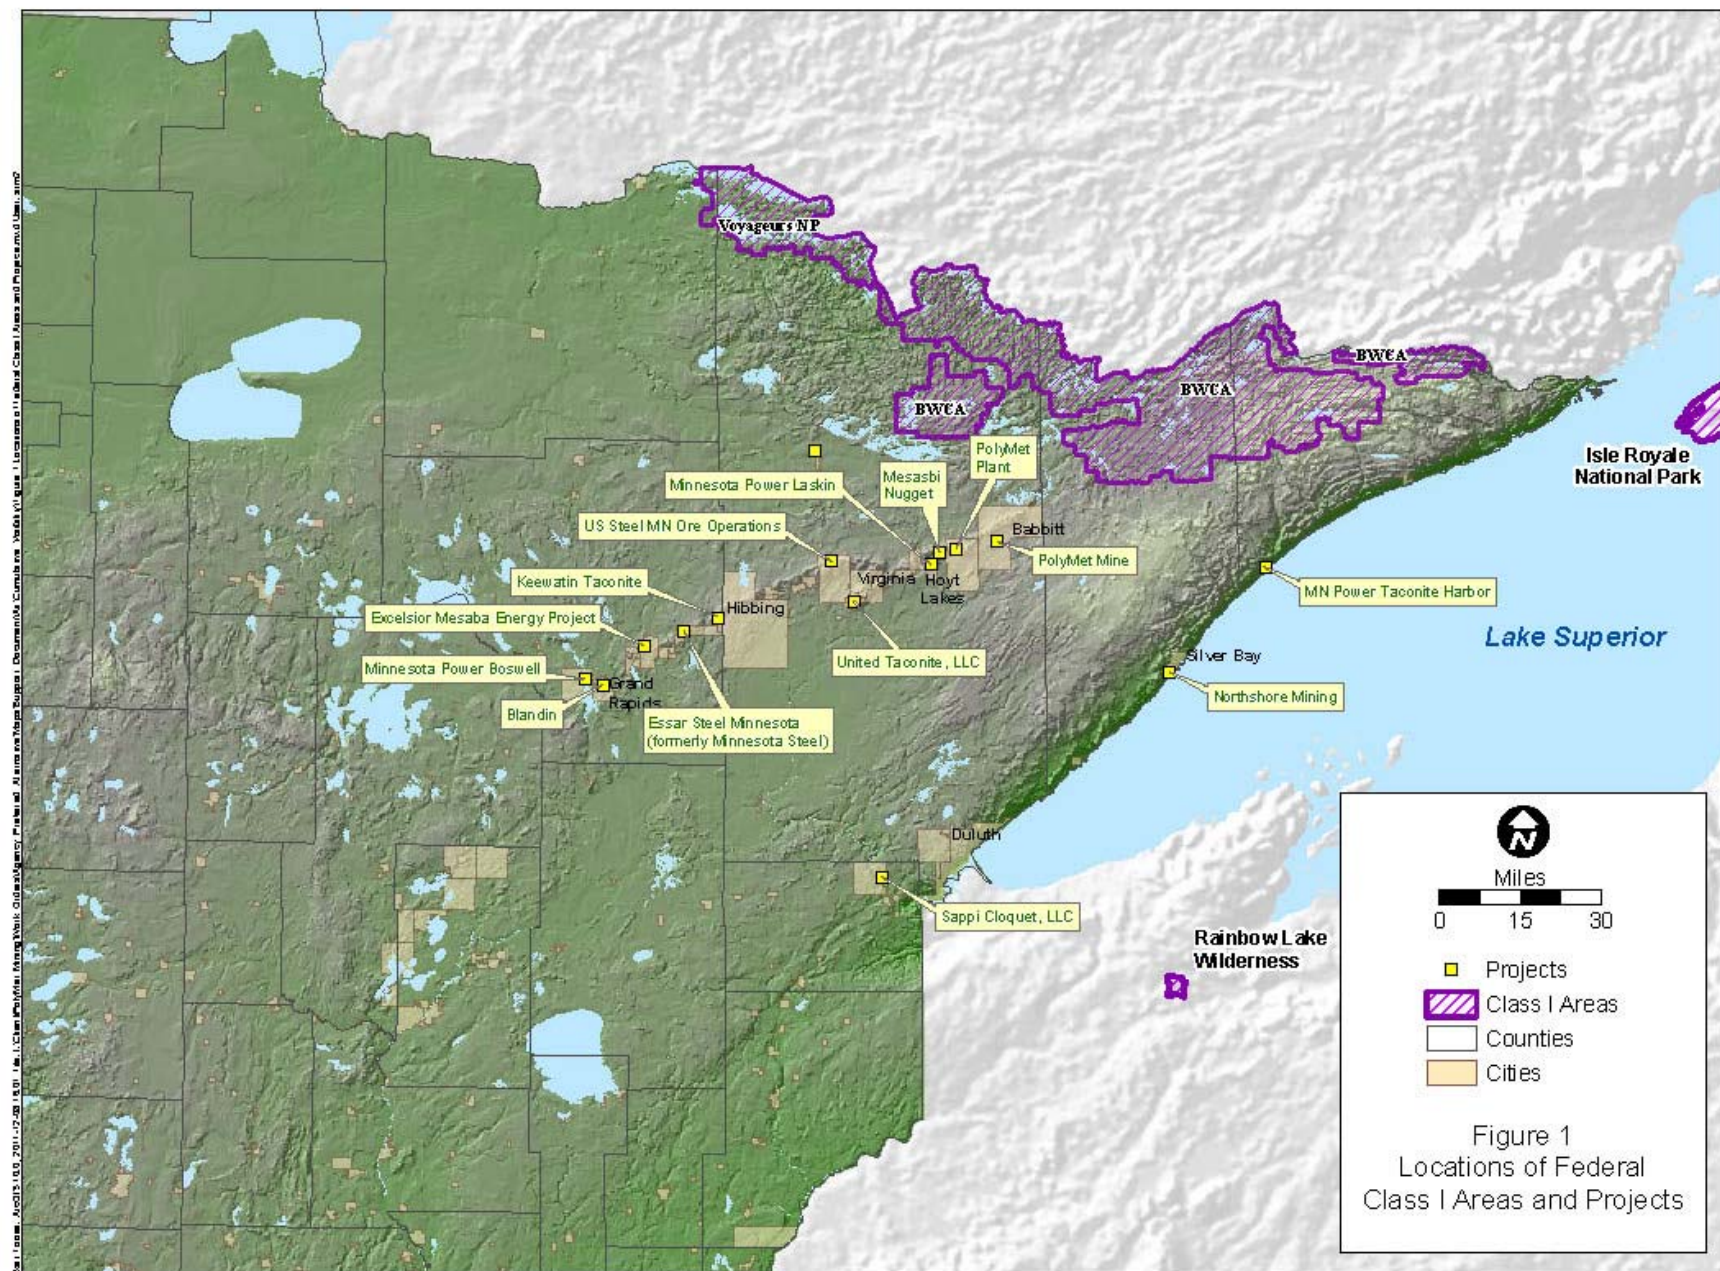 Voyageurs NP
BWCA
BWCA
BWCA
Isle Royale
National Park
PolyMet
Plant
Mesasbi
Nugget
Minnesota Power Laskin
US Steel MN Ore Operations
Babbitt
PolyMet Mine
Virginia
Hoyt
Lakes
Keewatin Taconite
Hibbing
MN Power Taconite Harbor
Excelsior Mesaba Energy Project
Lake Superior
United Taconite, LLC
Silver Bay
Minnesota Power Boswell
Grand
Rapids
Northshore Mining
Blandin
Essar Steel Minnesota
(formerly Minnesota Steel)
Duluth
Sappi Cloquet, LLC
Rainbow Lake
Wilderness
N
Miles
0 15 30
Projects
Class I Areas
Counties
Cities
Figure 1
Locations of Federal
Class I Areas and Projects